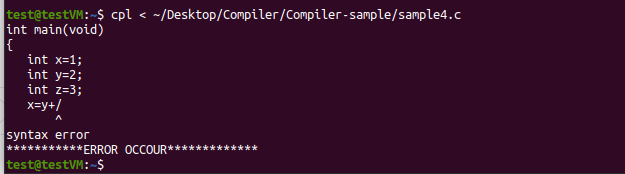 test@testVM:~$ cpl < ~/Desktop/Compiler/Compiler-sample/sample4.c
int main(void)
{
   int x=1;
   int y=2;
   int z=3;
   x=y+/
       ^
syntax error
***********ERROR OCCOUR*************
test@testVM:~$